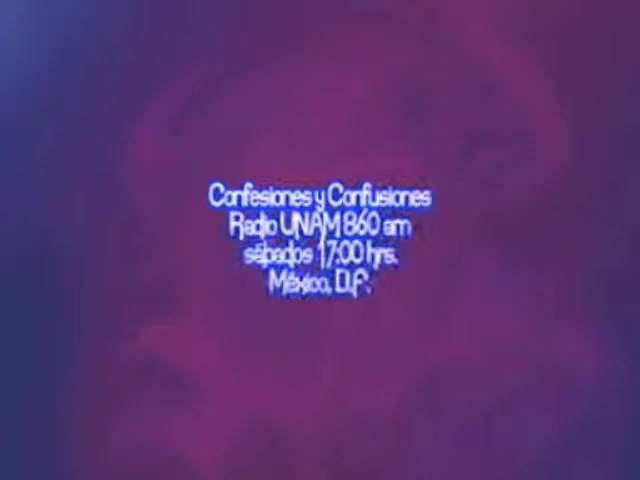 Confesiones y Confusiones
Radio UNAM 860 am
sábados 17:00 hrs.
México, D.F.